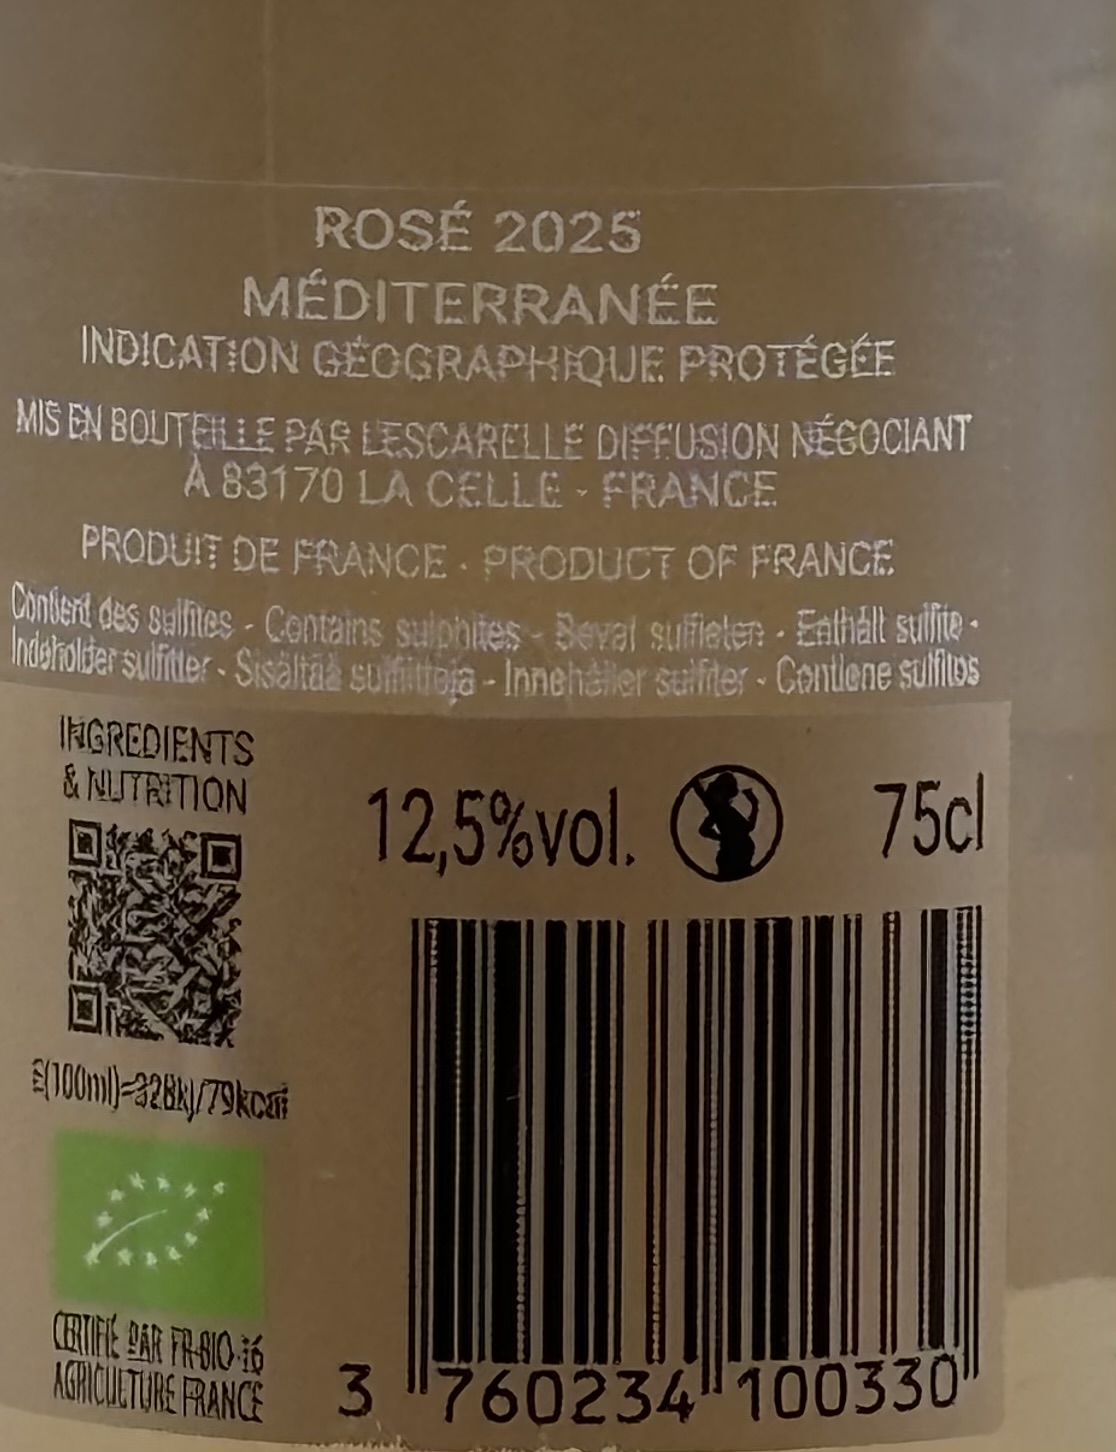 ROSÉ 2025
MÉDITERRANÉE
INDICATION GÉOGRAPHIQUE PROTÉGÉE
MIS EN BOUTEILLE PAR LESCARELLE DIFFUSION NÉGOCIANT
À 83170 LA CELLE - FRANCE
PRODUIT DE FRANCE - PRODUCT OF FRANCE
Contient des sulfites - Contains sulphites - Bevat sulfieten - Enthält sulfite -
Indeholder sulfitter - Sisältää sulfiitteja - Innehåller sulfiter - Contiene sulfitos
INGREDIENTS
& NUTRITION
12,5%vol.
75cl
E(100ml)=328kJ/79kcal
CERTIFIÉ PAR FR-BIO-16
AGRICULTURE FRANCE
3 760234 100330